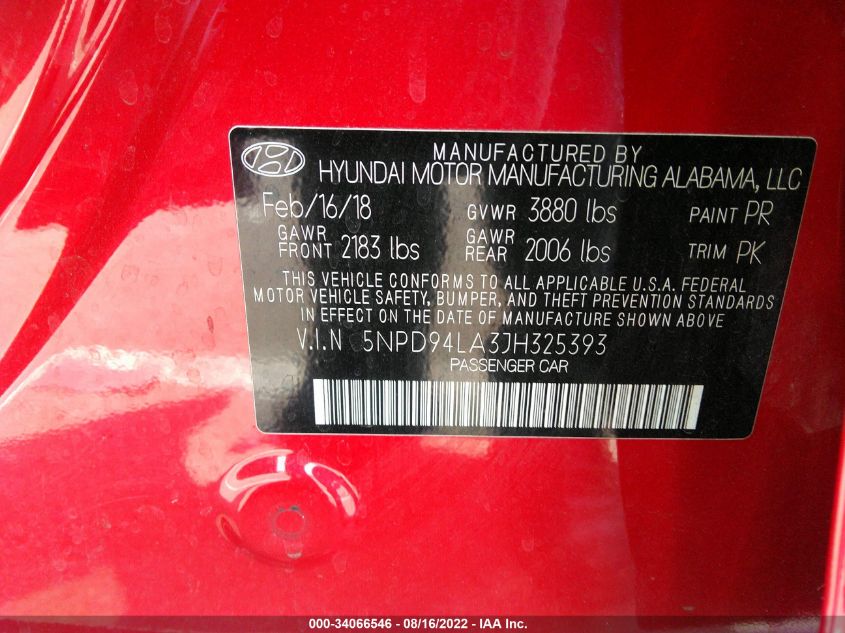 MANUFACTURED BY
HYUNDAI MOTOR MANUFACTURING ALABAMA, LLC
Feb/16/18 GVWR 3880 lbs PAINT PR
GAWR FRONT 2183 lbs GAWR REAR 2006 lbs TRIM PK
THIS VEHICLE CONFORMS TO ALL APPLICABLE U.S.A. FEDERAL
MOTOR VEHICLE SAFETY, BUMPER, AND THEFT PREVENTION STANDARDS
IN EFFECT ON THE DATE OF MANUFACTURE SHOWN ABOVE
V.I.N 5NPD94LA3JH325393
PASSENGER CAR
000-34066546 - 08/16/2022 - IAA Inc.